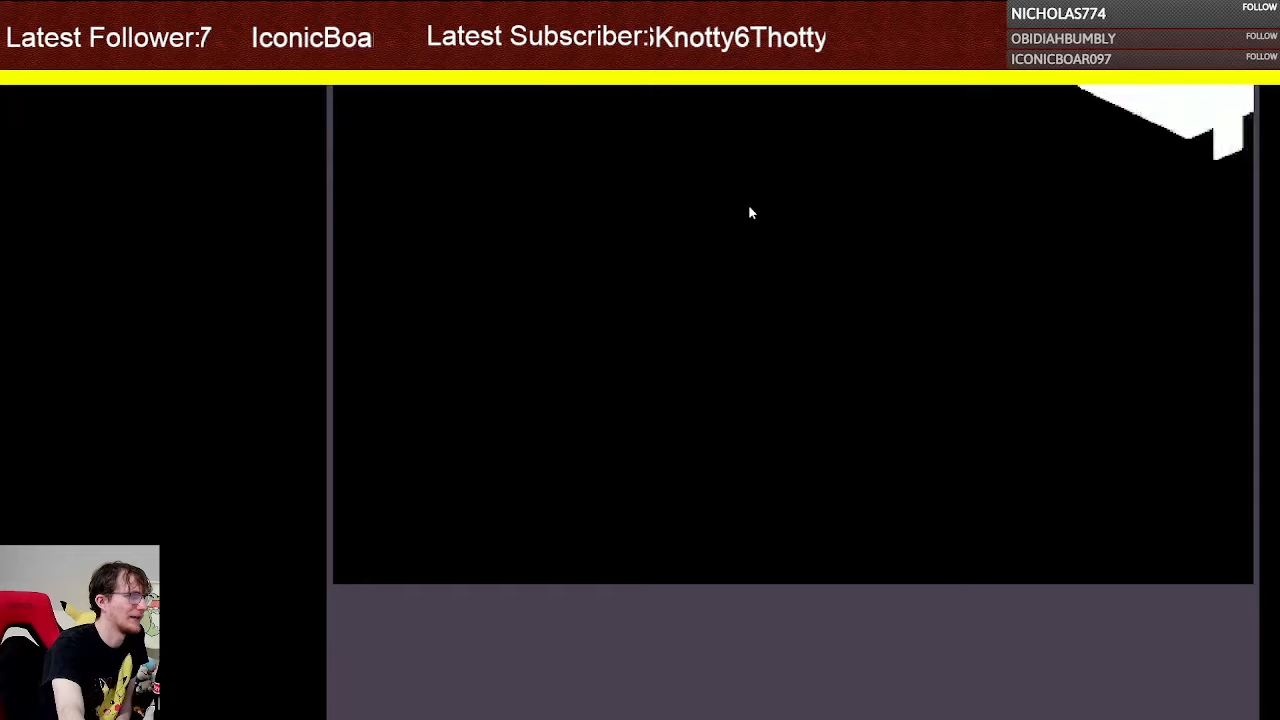 Latest Follower:7 IconicBoa Latest Subscriber: Knotty6Thotty
NICHOLAS774 FOLLOW
OBIDIAHBUMBLY FOLLOW
ICONICBOAR097 FOLLOW